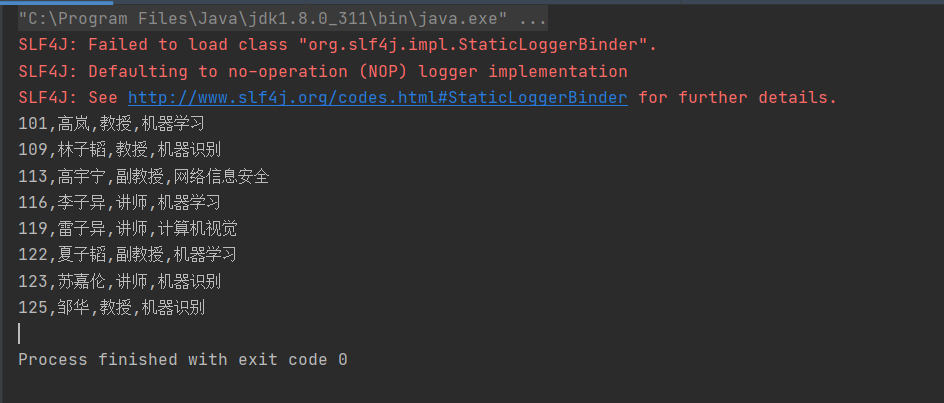 "C:\Program Files\Java\jdk1.8.0_311\bin\java.exe" ...
SLF4J: Failed to load class "org.slf4j.impl.StaticLoggerBinder".
SLF4J: Defaulting to no-operation (NOP) logger implementation
SLF4J: See http://www.slf4j.org/codes.html#StaticLoggerBinder for further details.
101,高岚,教授,机器学习
109,林子韬,教授,机器识别
113,高宇宁,副教授,网络信息安全
116,李子异,讲师,机器学习
119,雷子异,讲师,计算机视觉
122,夏子韬,副教授,机器学习
123,苏嘉伦,讲师,机器识别
125,邹华,教授,机器识别
Process finished with exit code 0